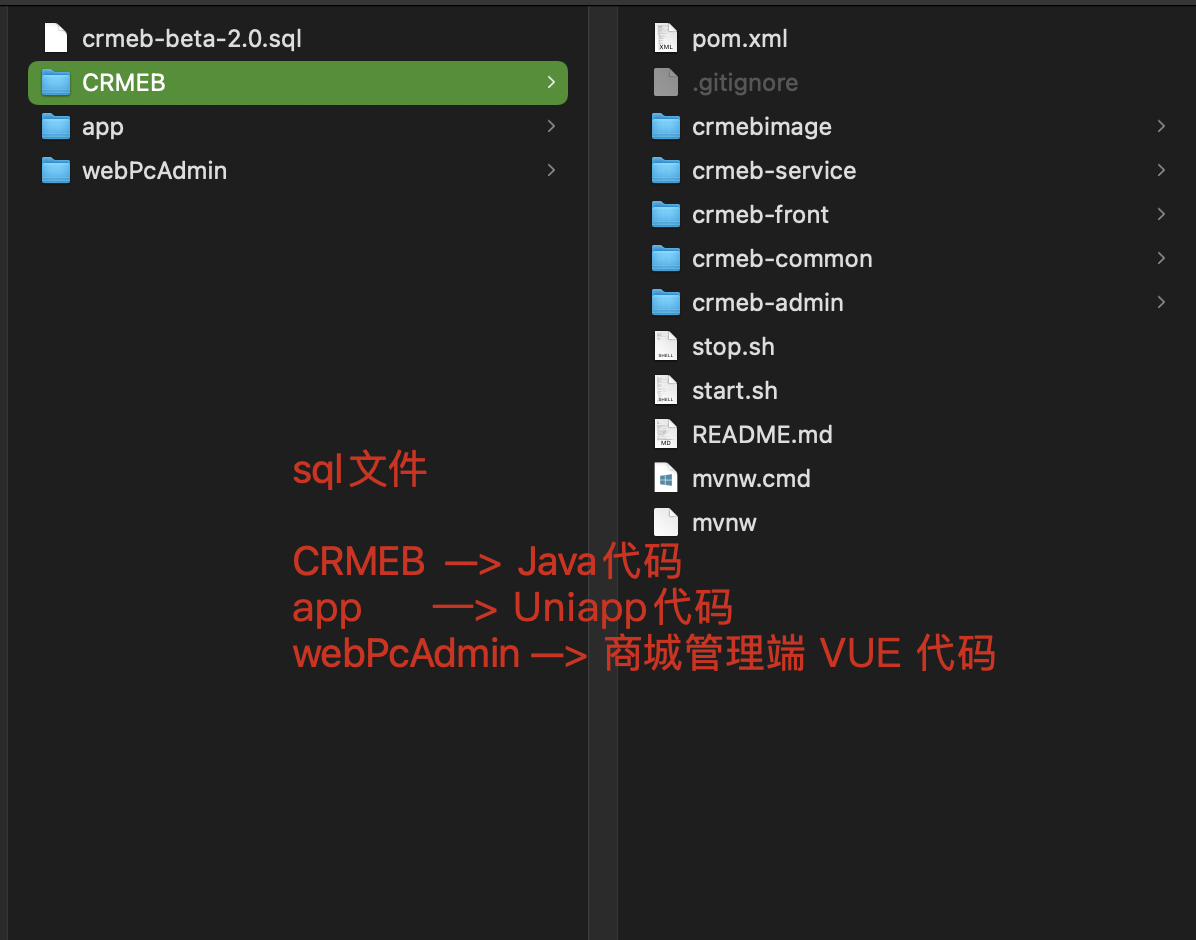 crmeb-beta-2.0.sql
CRMEB
app
webPcAdmin
pom.xml
.gitignore
crmebimage
crmeb-service
crmeb-front
crmeb-common
crmeb-admin
stop.sh
start.sh
README.md
mvnw.cmd
mvnw
sql文件
CRMEB —> Java代码
app —> Uniapp代码
webPcAdmin —> 商城管理端 VUE 代码
XML
SHELL
SHELL
MD